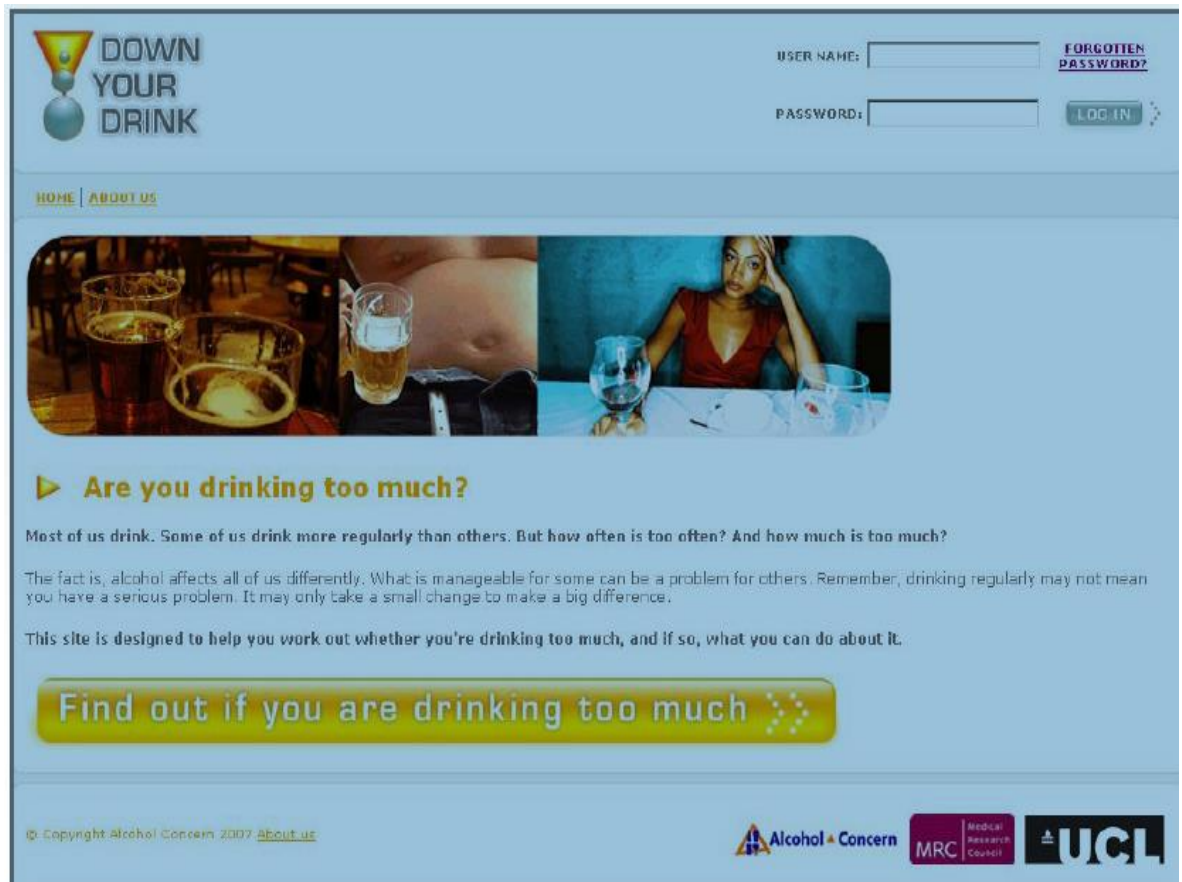 DOWN
YOUR
DRINK
USER NAME:
FORGOTTEN
PASSWORD?
PASSWORD:
LOG IN
HOME | ABOUT US
Are you drinking too much?
Most of us drink. Some of us drink more regularly than others. But how often is too often? And how much is too much?
The fact is, alcohol affects all of us differently. What is manageable for some can be a problem for others. Remember, drinking regularly may not mean
you have a serious problem. It may only take a small change to make a big difference.
This site is designed to help you work out whether you're drinking too much, and if so, what you can do about it.
Find out if you are drinking too much
© Copyright Alcohol Concern 2007 About us
Alcohol Concern
MRC
Medical
Research
Council
UCL